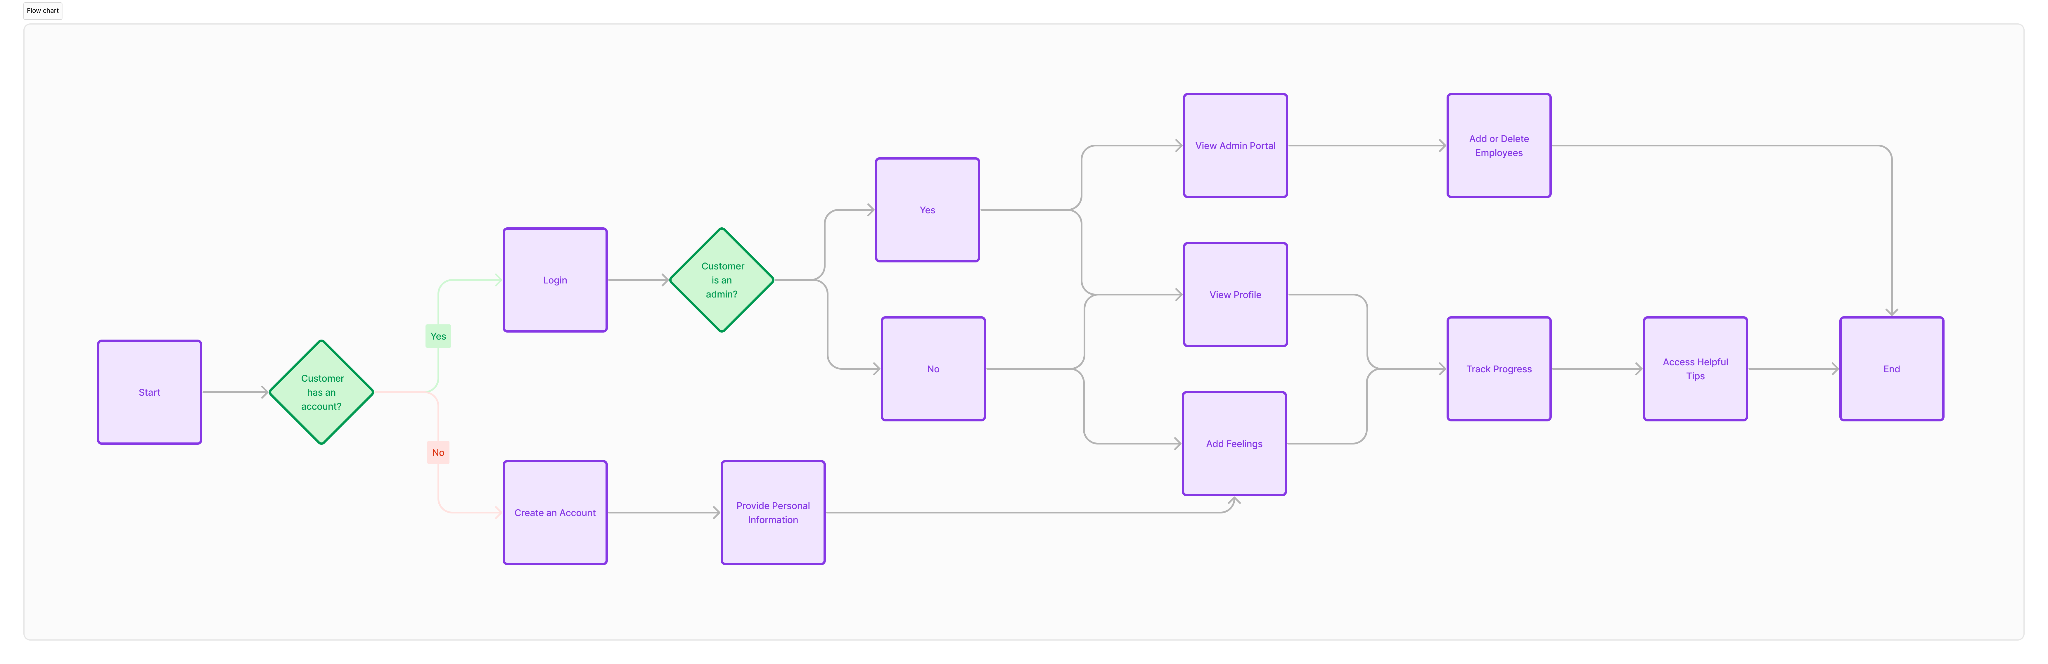 Flow chart
Start
Customer
has an
account?
Yes
No
Login
Create an Account
Customer
is an
admin?
Provide Personal
Information
Yes
No
View Admin Portal
View Profile
Add Feelings
Add or Delete
Employees
Track Progress
Access Helpful
Tips
End